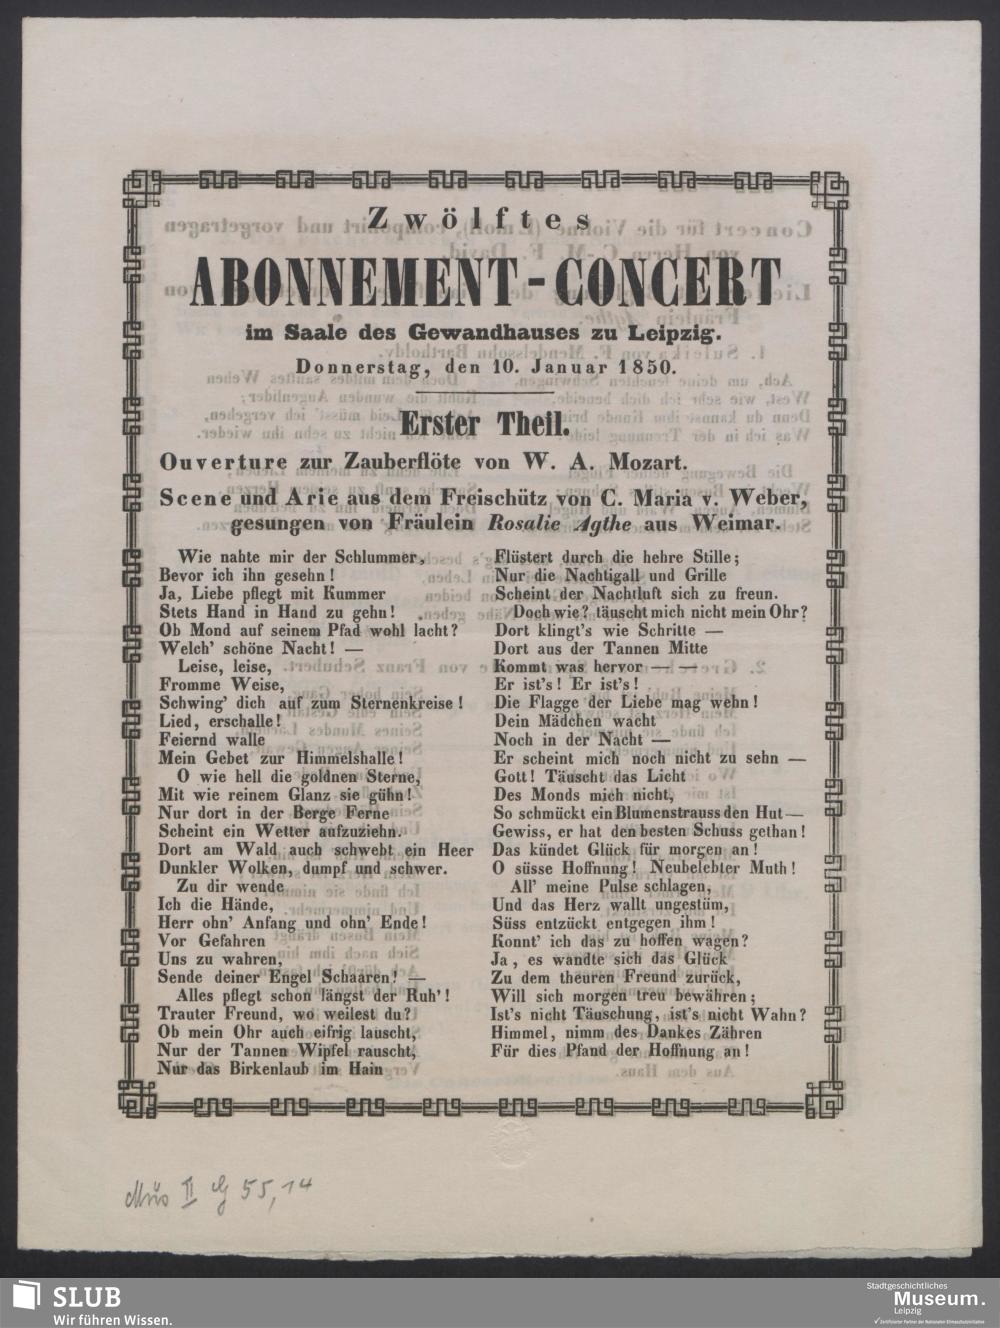 Zwölftes
ABONNEMENT-CONCERT
im Saale des Gewandhauses zu Leipzig.
Donnerstag, den 10. Januar 1850.
Erster Theil.
Ouverture zur Zauberflöte von W. A. Mozart.
Scene und Arie aus dem Freischütz von C. Maria v. Weber,
gesungen von Fräulein Rosalie Agthe aus Weimar.
Wie nahte mir der Schlummer,
Bevor ich ihn gesehn!
Ja, Liebe pflegt mit Kummer
Stets Hand in Hand zu gehn!
Ob Mond auf seinem Pfad wohl lacht?
Welch' schöne Nacht! —
Leise, leise,
Fromme Weise,
Schwing' dich auf zum Sternenkreise!
Lied, erschalle!
Feiernd walle
Mein Gebet zur Himmelshalle!
O wie hell die goldnen Sterne,
Mit wie reinem Glanz sie gühn!
Nur dort in der Berge Ferne
Scheint ein Wetter aufzuziehn.
Dort am Wald auch schwebt ein Heer
Dunkler Wolken, dumpf und schwer.
Zu dir wende
Ich die Hände,
Herr ohn' Anfang und ohn' Ende!
Vor Gefahren
Uns zu wahren,
Sende deiner Engel Schaaren! —
Alles pflegt schon längst der Ruh'!
Trauter Freund, wo weilest du?
Ob mein Ohr auch eifrig lauscht,
Nur der Tannen Wipfel rauscht,
Nur das Birkenlaub im Hain
Flüstert durch die hehre Stille;
Nur die Nachtigall und Grille
Scheint der Nachtluft sich zu freun.
Doch wie? täuscht mich nicht mein Ohr?
Dort klingt's wie Schritte —
Dort aus der Tannen Mitte
Kommt was hervor — —
Er ist's! Er ist's!
Die Flagge der Liebe mag wehn!
Dein Mädchen wacht
Noch in der Nacht —
Er scheint mich noch nicht zu sehn —
Gott! Täuscht das Licht
Des Monds mich nicht,
So schmückt ein Blumenstrauss den Hut—
Gewiss, er hat den besten Schuss gethan!
Das kündet Glück für morgen an!
O süsse Hoffnung! Neubelebter Muth!
All' meine Pulse schlagen,
Und das Herz wallt ungestüm,
Süss entzückt entgegen ihm!
Konnt' ich das zu hoffen wagen?
Ja, es wandte sich das Glück
Zu dem theuren Freund zurück,
Will sich morgen treu bewähren;
Ist's nicht Täuschung, ist's nicht Wahn?
Himmel, nimm des Dankes Zähren
Für dies Pfand der Hoffnung an!
Mus II G 55,14
SLUB
Wir führen Wissen.
Stadtgeschichtliches
Museum.
Leipzig
Zertifizierter Partner der Nationalen Klimaschutzinitiative